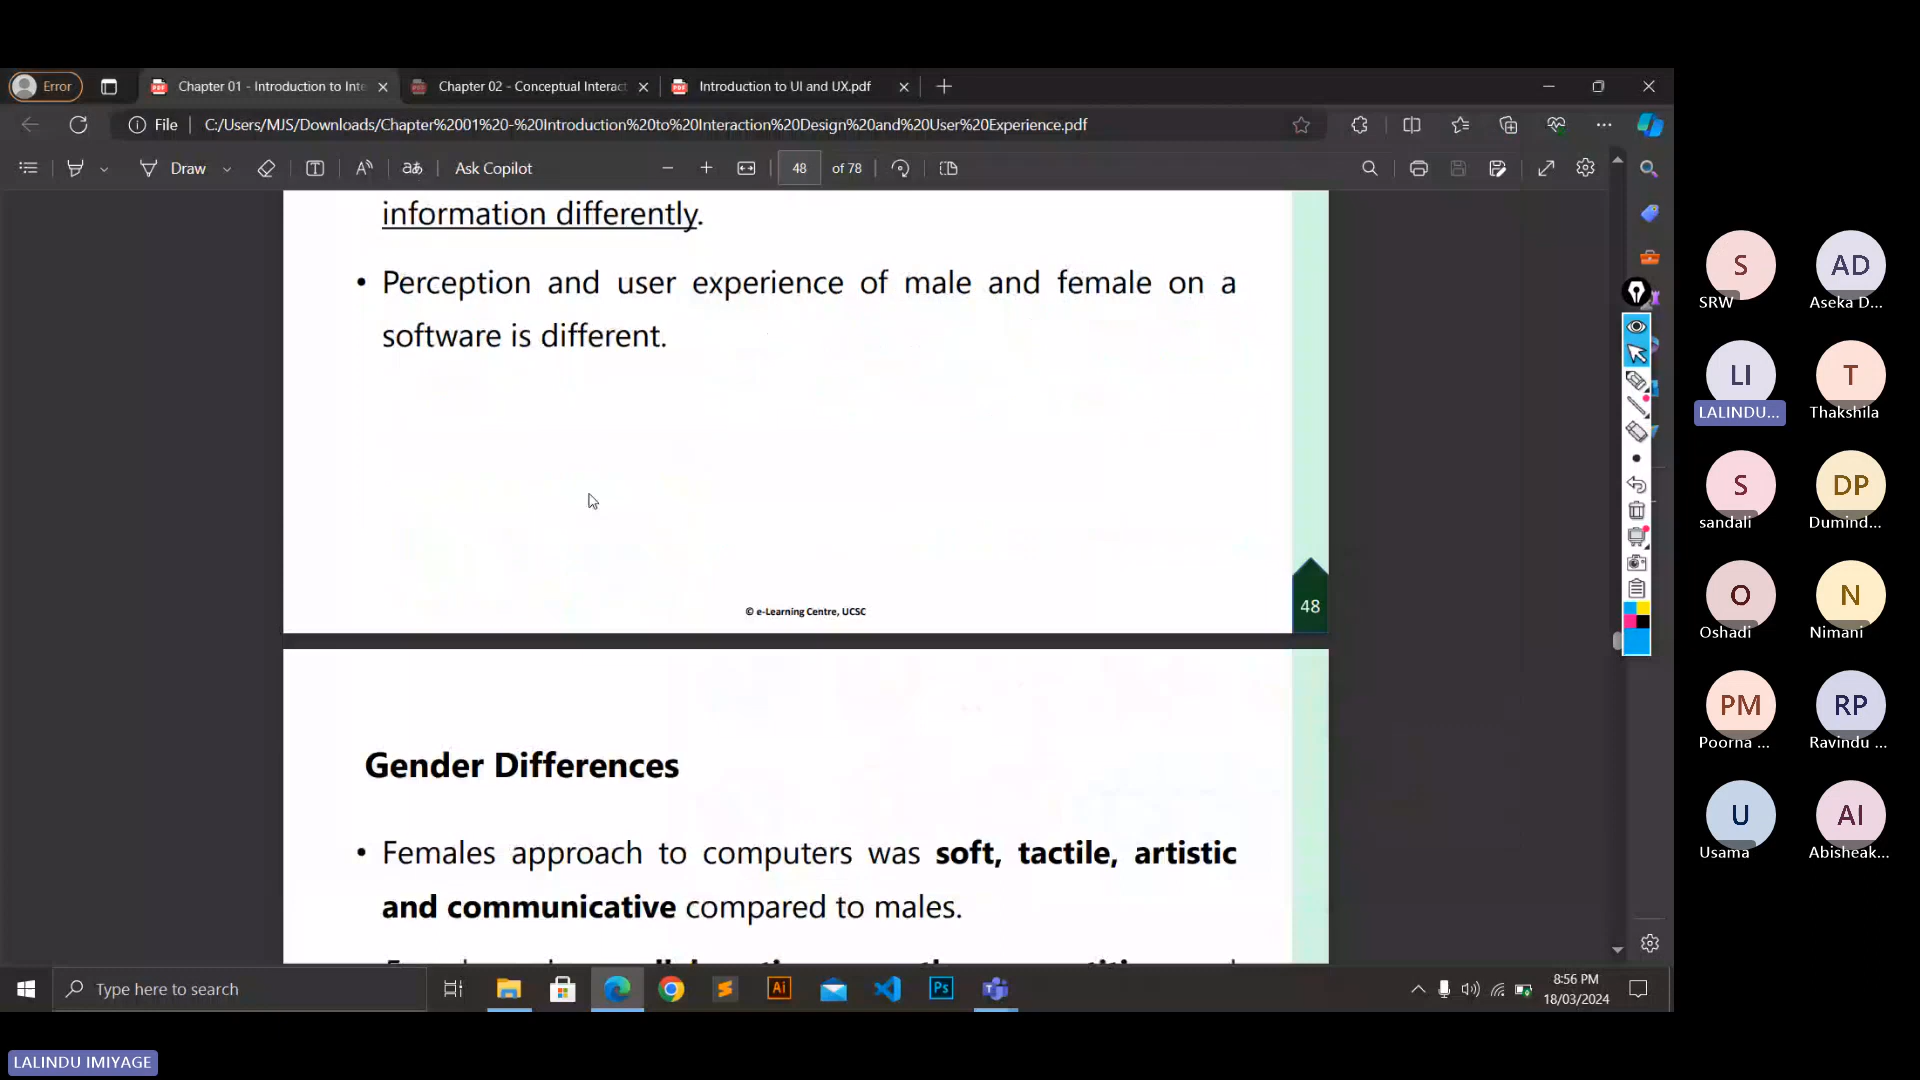 Error
Chapter 01 - Introduction to Inte
Chapter 02 - Conceptual Interact
Introduction to UI and UX.pdf
File
C:/Users/MJS/Downloads/Chapter%2001%20-%20Introduction%20to%20Interaction%20Design%20and%20User%20Experience.pdf
Draw
aあ
Ask Copilot
48
of 78
information differently.
• Perception and user experience of male and female on a
software is different.
© e-Learning Centre, UCSC
48
Gender Differences
• Females approach to computers was soft, tactile, artistic
and communicative compared to males.
S
SRW
AD
Aseka D...
LI
LALINDU...
T
Thakshila
S
sandali
DP
Dumind...
O
Oshadi
N
Nimani
PM
Poorna ...
RP
Ravindu ...
U
Usama
AI
Abisheak...
Type here to search
Ai
Ps
8:56 PM
18/03/2024
LALINDU IMIYAGE